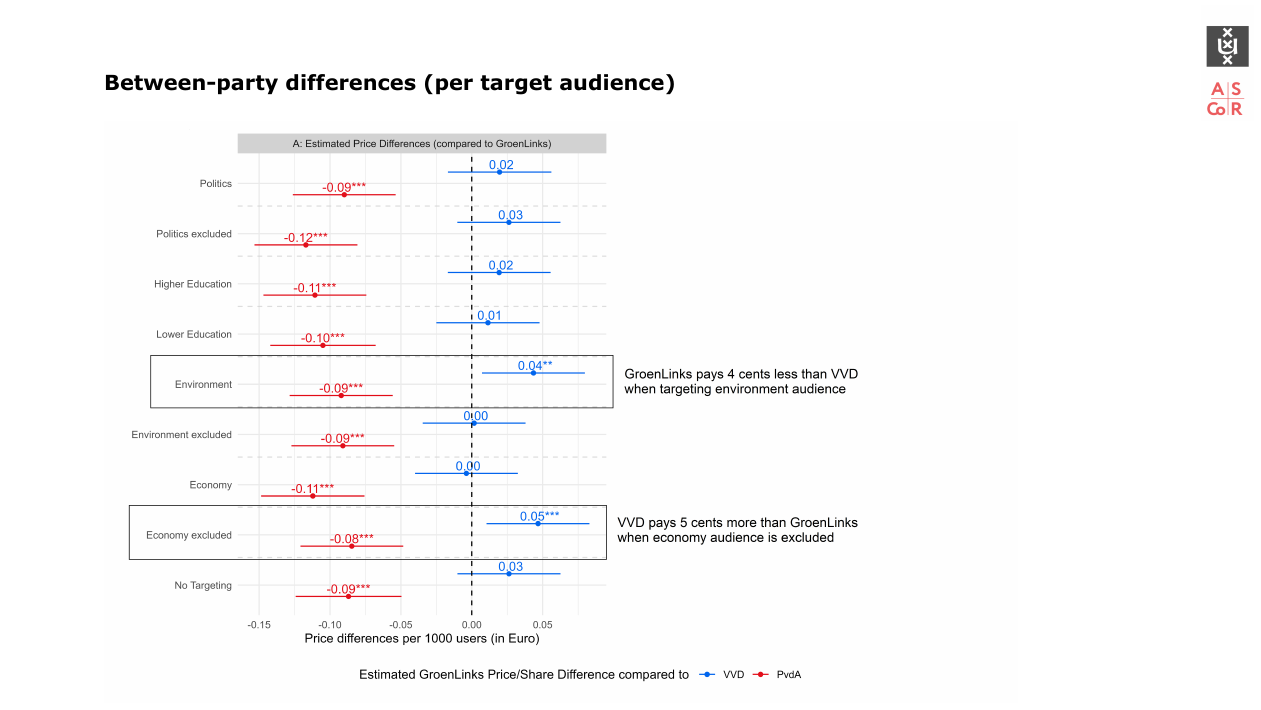 Between-party differences (per target audience)
A S
Co R
A: Estimated Price Differences (compared to GroenLinks)
Politics
0.02
-0.09***
Politics excluded
0.03
-0.12***
Higher Education
0.02
-0.11***
Lower Education
0.01
-0.10***
Environment
0.04**
-0.09***
GroenLinks pays 4 cents less than VVD
when targeting environment audience
Environment excluded
0.00
-0.09***
Economy
0.00
-0.11***
Economy excluded
0.05***
-0.08***
VVD pays 5 cents more than GroenLinks
when economy audience is excluded
No Targeting
0.03
-0.09***
-0.15 -0.10 -0.05 0.00 0.05
Price differences per 1000 users (in Euro)
Estimated GroenLinks Price/Share Difference compared to VVD PvdA